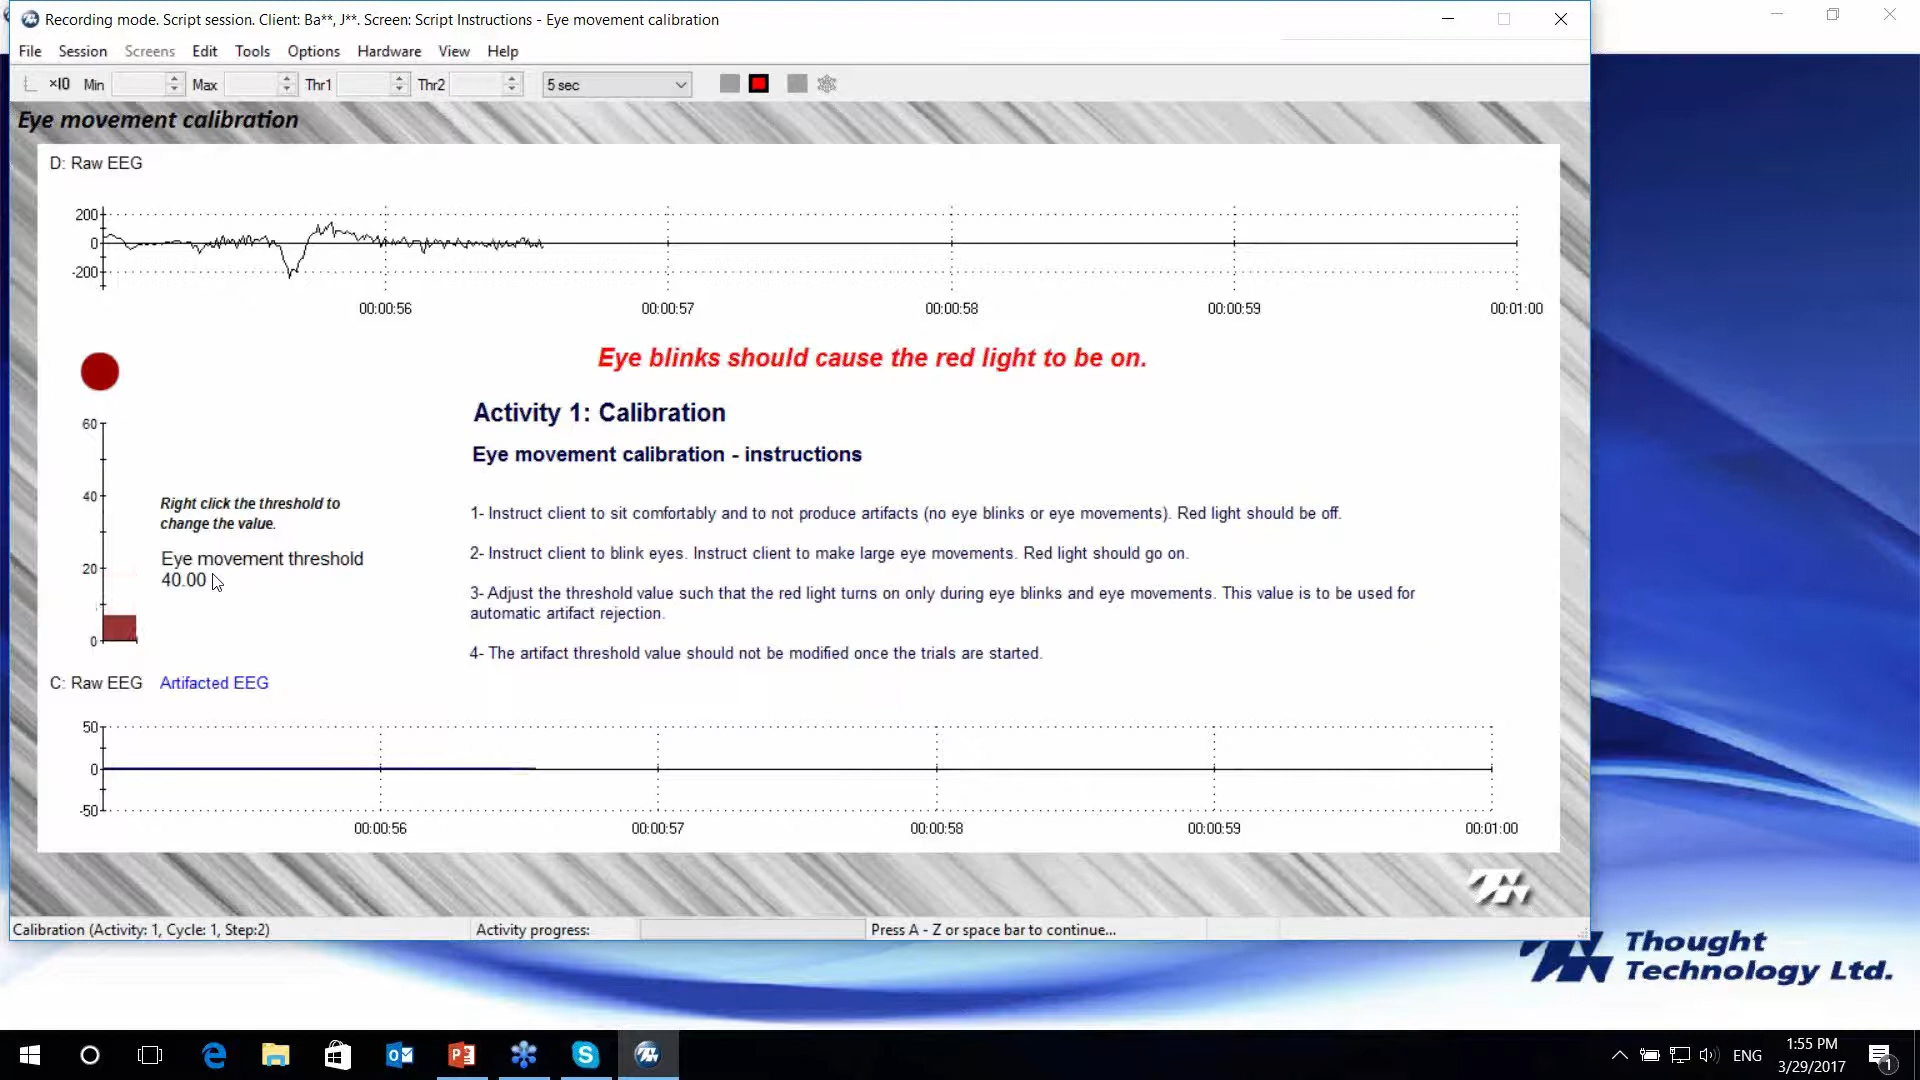 Recording mode. Script session. Client: Ba**, J**. Screen: Script Instructions - Eye movement calibration
File Session Screens Edit Tools Options Hardware View Help
×10 Min Max Thr1 Thr2 5 sec
Eye movement calibration
D: Raw EEG
200
0
-200
00:00:56 00:00:57 00:00:58 00:00:59 00:01:00
Eye blinks should cause the red light to be on.
Activity 1: Calibration
Eye movement calibration - instructions
60
40
20
0
Right click the threshold to
change the value.
Eye movement threshold
40.00
1- Instruct client to sit comfortably and to not produce artifacts (no eye blinks or eye movements). Red light should be off.
2- Instruct client to blink eyes. Instruct client to make large eye movements. Red light should go on.
3- Adjust the threshold value such that the red light turns on only during eye blinks and eye movements. This value is to be used for
automatic artifact rejection.
4- The artifact threshold value should not be modified once the trials are started.
C: Raw EEG Artifacted EEG
50
0
-50
00:00:56 00:00:57 00:00:58 00:00:59 00:01:00
Calibration (Activity: 1, Cycle: 1, Step:2) Activity progress: Press A - Z or space bar to continue...
Thought
Technology Ltd.
ENG
1:55 PM
3/29/2017
1